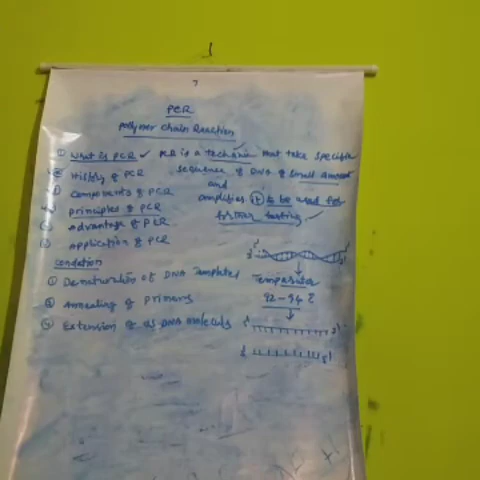 PCR
polymer chain Reaction
① What is PCR ✓ PCR is a technique that take specific
② History of PCR sequence of DNA of small amount
③ Components of PCR and
amplifies it to be used for
④ principles of PCR further testing ✓
⑤ Advantage of PCR
⑥ Application of PCR
condition
① Denaturation of DNA templated
Temparuter
② Annealing of primers 92-94 °c
③ Extension of ds DNA moleculs